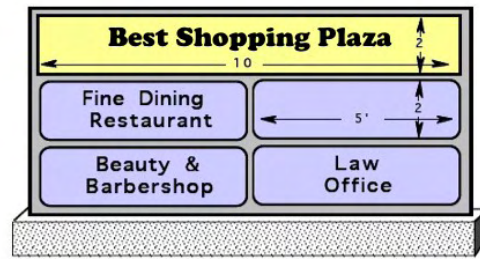 Best Shopping Plaza
2
10
Fine Dining
Restaurant
2
5'
Beauty &
Barbershop
Law
Office